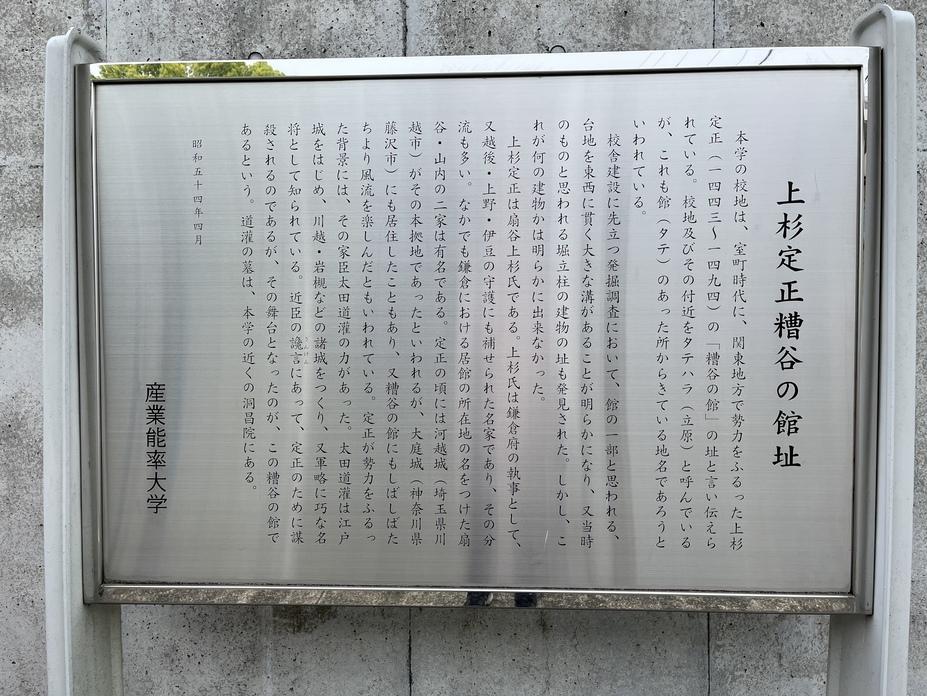 上杉定正糟谷の館址
本学の校地は、室町時代に、関東地方で勢力をふるった上杉
定正（一四四三～一四九四）の「糟谷の館」の址と言い伝えら
れている。校地及びその付近をタテハラ（立原）と呼んでいる
が、これも館（タテ）のあった所からきている地名であろうと
いわれている。
校舎建設に先立つ発掘調査において、館の一部と思われる、
台地を東西に貫く大きな溝があることが明らかになり、又当時
のものと思われる堀立柱の建物の址も発見された。しかし、こ
れが何の建物かは明らかに出来なかった。
上杉定正は扇谷上杉氏である。上杉氏は鎌倉府の執事として、
又越後・上野・伊豆の守護にも補せられた名家であり、その分
流も多い。なかでも鎌倉における居館の所在地の名をつけた扇
谷・山内の二家は有名である。定正の頃には河越城（埼玉県川
越市）がその本拠地であったといわれるが、大庭城（神奈川県
藤沢市）にも居住したこともあり、又糟谷の館にもしばしばた
ちより風流を楽しんだともいわれている。定正が勢力をふるっ
た背景には、その家臣太田道灌の力があった。太田道灌は江戸
城をはじめ、川越・岩槻などの諸城をつくり、又軍略に巧な名
将として知られている。近臣の讒言にあって、定正のために謀
殺されるのであるが、その舞台となったのが、この糟谷の館で
あるという。道灌の墓は、本学の近くの洞昌院にある。
昭和五十四年四月
産業能率大学